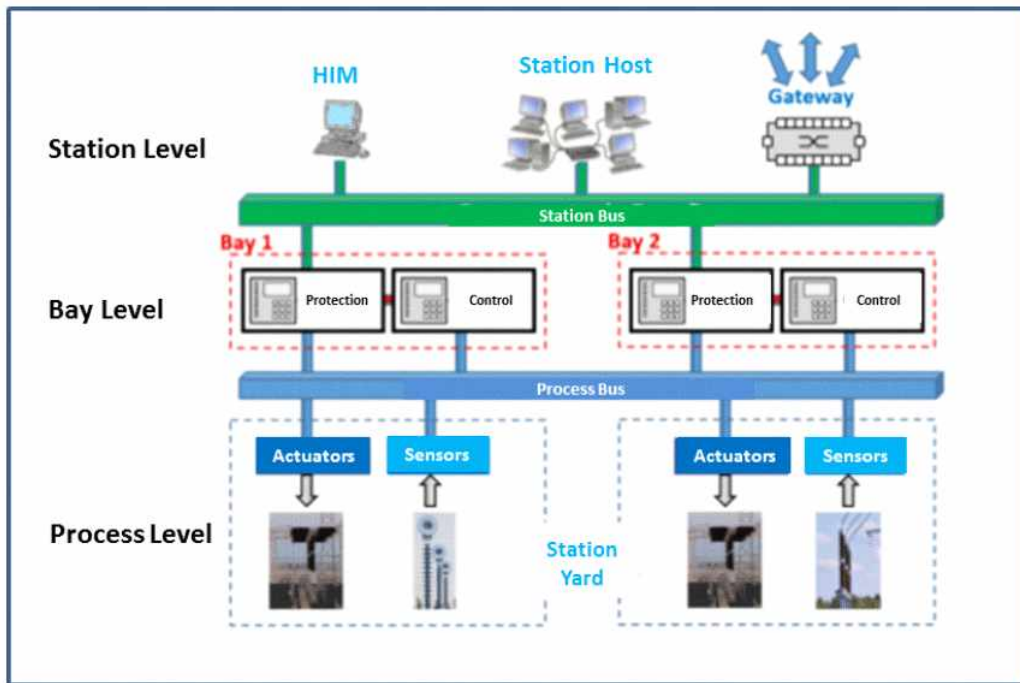 HIM
Station Host
Gateway
Station Level
Station Bus
Bay 1
Bay 2
Protection
Control
Protection
Control
Bay Level
Process Bus
Actuators
Sensors
Actuators
Sensors
Process Level
Station
Yard